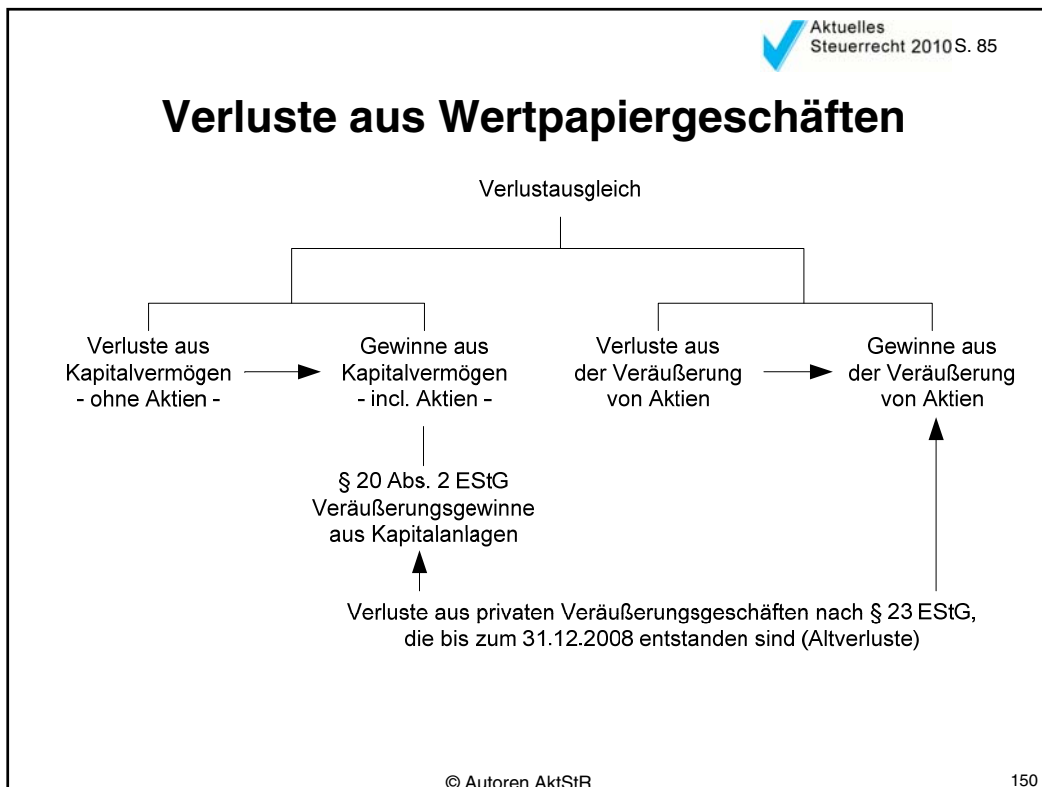 Aktuelles
Steuerrecht 2010 S. 85
Verluste aus Wertpapiergeschäften
Verlustausgleich
Verluste aus
Kapitalvermögen
- ohne Aktien -
Gewinne aus
Kapitalvermögen
- incl. Aktien -
Verluste aus
der Veräußerung
von Aktien
Gewinne aus
der Veräußerung
von Aktien
§ 20 Abs. 2 EStG
Veräußerungsgewinne
aus Kapitalanlagen
Verluste aus privaten Veräußerungsgeschäften nach § 23 EStG,
die bis zum 31.12.2008 entstanden sind (Altverluste)
© Autoren AktStR
150